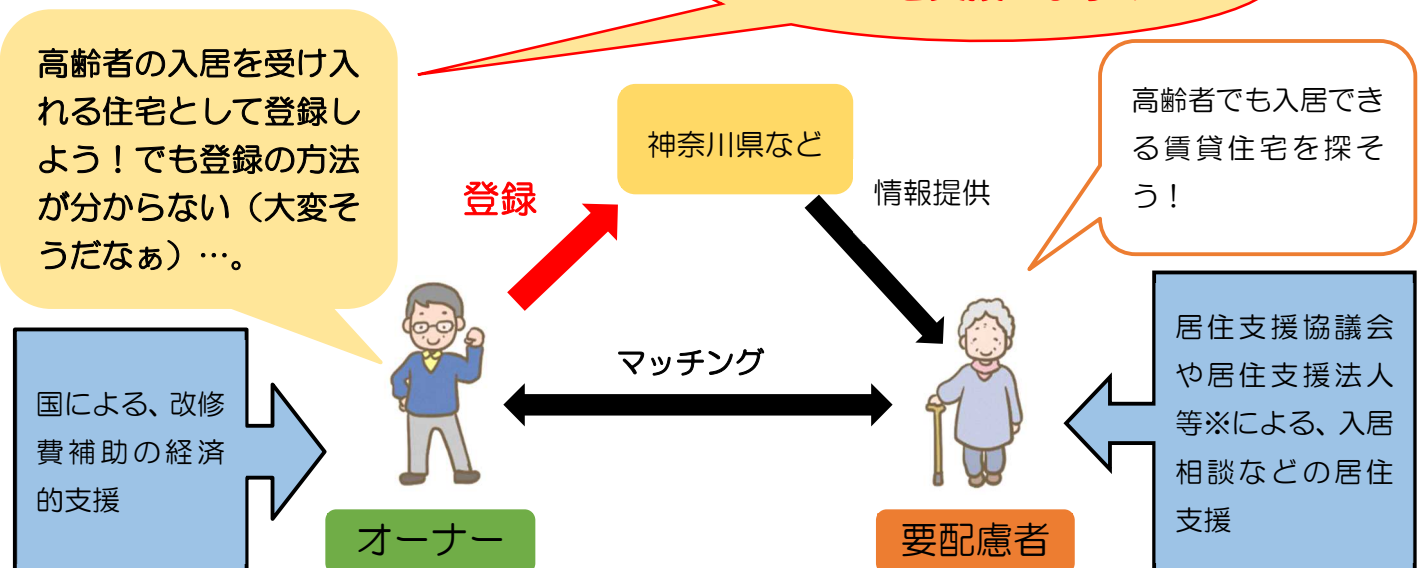 高齢者の入居を受け入
れる住宅として登録し
よう！でも登録の方法
が分からない（大変そ
うだなぁ）…。
神奈川県など
高齢者でも入居でき
る賃貸住宅を探そ
う！
登録
情報提供
マッチング
国による、改修
費補助の経済
的支援
居住支援協議会
や居住支援法人
等※による、入居
相談などの居住
支援
オーナー
要配慮者